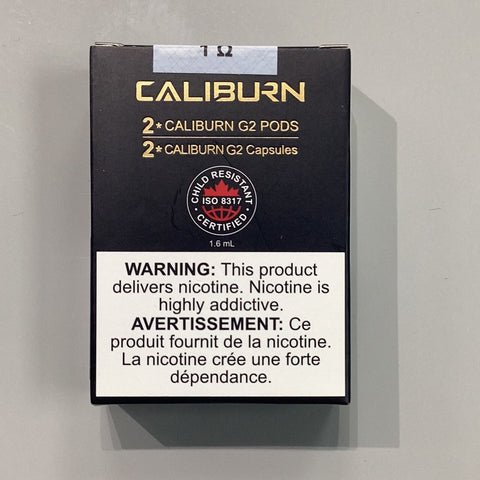 1 Ω
CALIBURN
2* CALIBURN G2 PODS
2* CALIBURN G2 Capsules
CHILD RESISTANT
ISO 8317
CERTIFIED
1.6 mL
WARNING: This product
delivers nicotine. Nicotine is
highly addictive.
AVERTISSEMENT: Ce
produit fournit de la nicotine.
La nicotine crée une forte
dépendance.